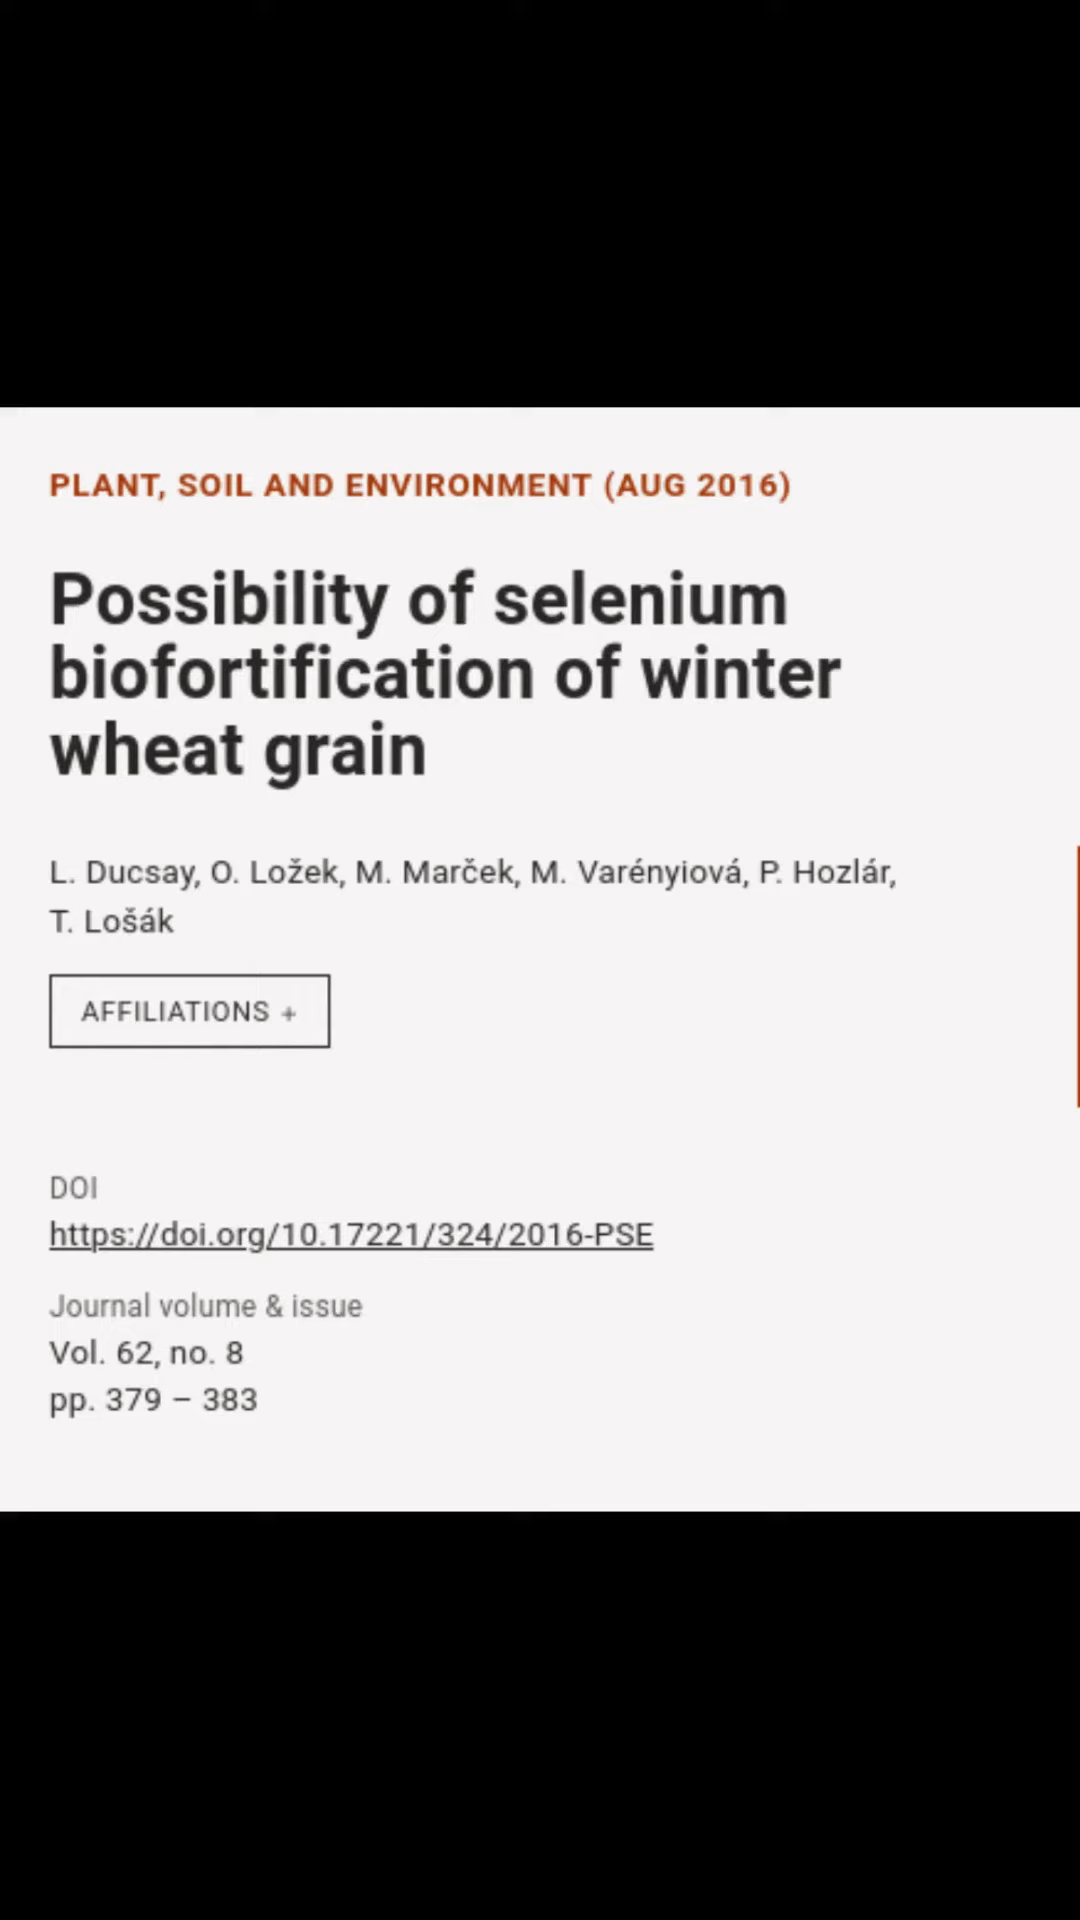 PLANT, SOIL AND ENVIRONMENT (AUG 2016)
Possibility of selenium
biofortification of winter
wheat grain
L. Ducsay, O. Ložek, M. Marček, M. Varényiová, P. Hozlár,
T. Lošák
AFFILIATIONS +
DOI
https://doi.org/10.17221/324/2016-PSE
Journal volume & issue
Vol. 62, no. 8
pp. 379 – 383